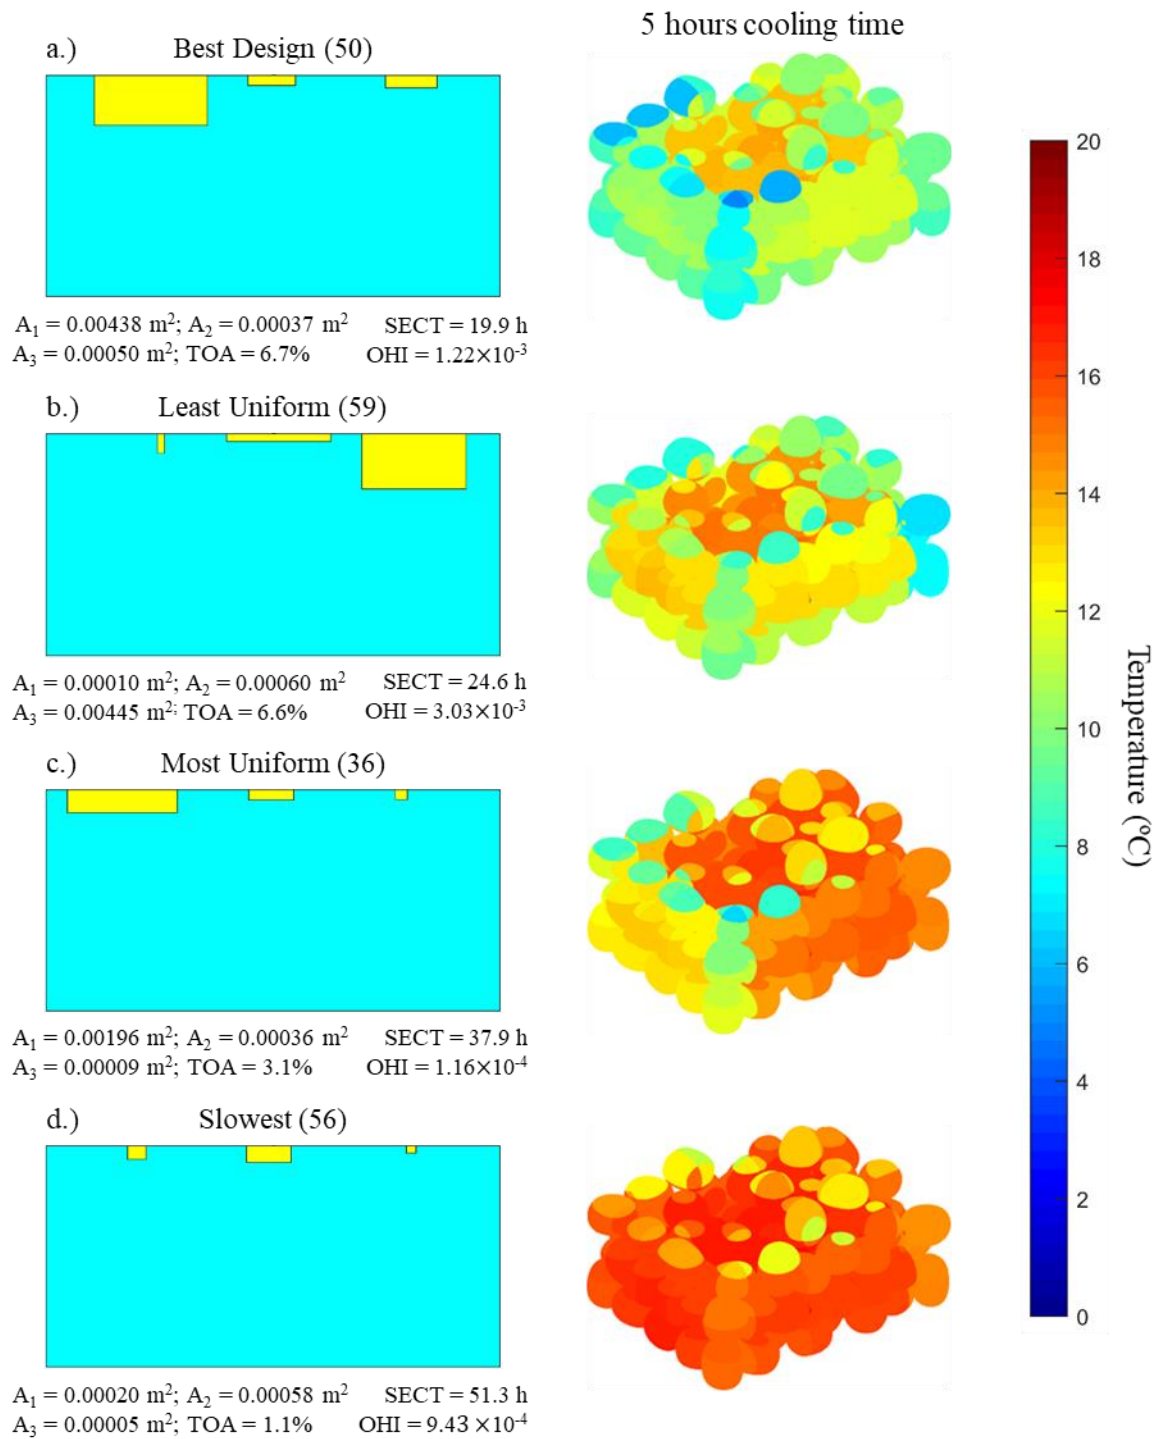 5 hours cooling time
a.) Best Design (50)
A₁ = 0.00438 m²; A₂ = 0.00037 m² SECT = 19.9 h
A₃ = 0.00050 m²; TOA = 6.7% OHI = 1.22×10⁻³
b.) Least Uniform (59)
A₁ = 0.00010 m²; A₂ = 0.00060 m² SECT = 24.6 h
A₃ = 0.00445 m²; TOA = 6.6% OHI = 3.03×10⁻³
c.) Most Uniform (36)
A₁ = 0.00196 m²; A₂ = 0.00036 m² SECT = 37.9 h
A₃ = 0.00009 m²; TOA = 3.1% OHI = 1.16×10⁻⁴
d.) Slowest (56)
A₁ = 0.00020 m²; A₂ = 0.00058 m² SECT = 51.3 h
A₃ = 0.00005 m²; TOA = 1.1% OHI = 9.43 ×10⁻⁴
20
18
16
14
12
10
8
6
4
2
0
Temperature (ºC)